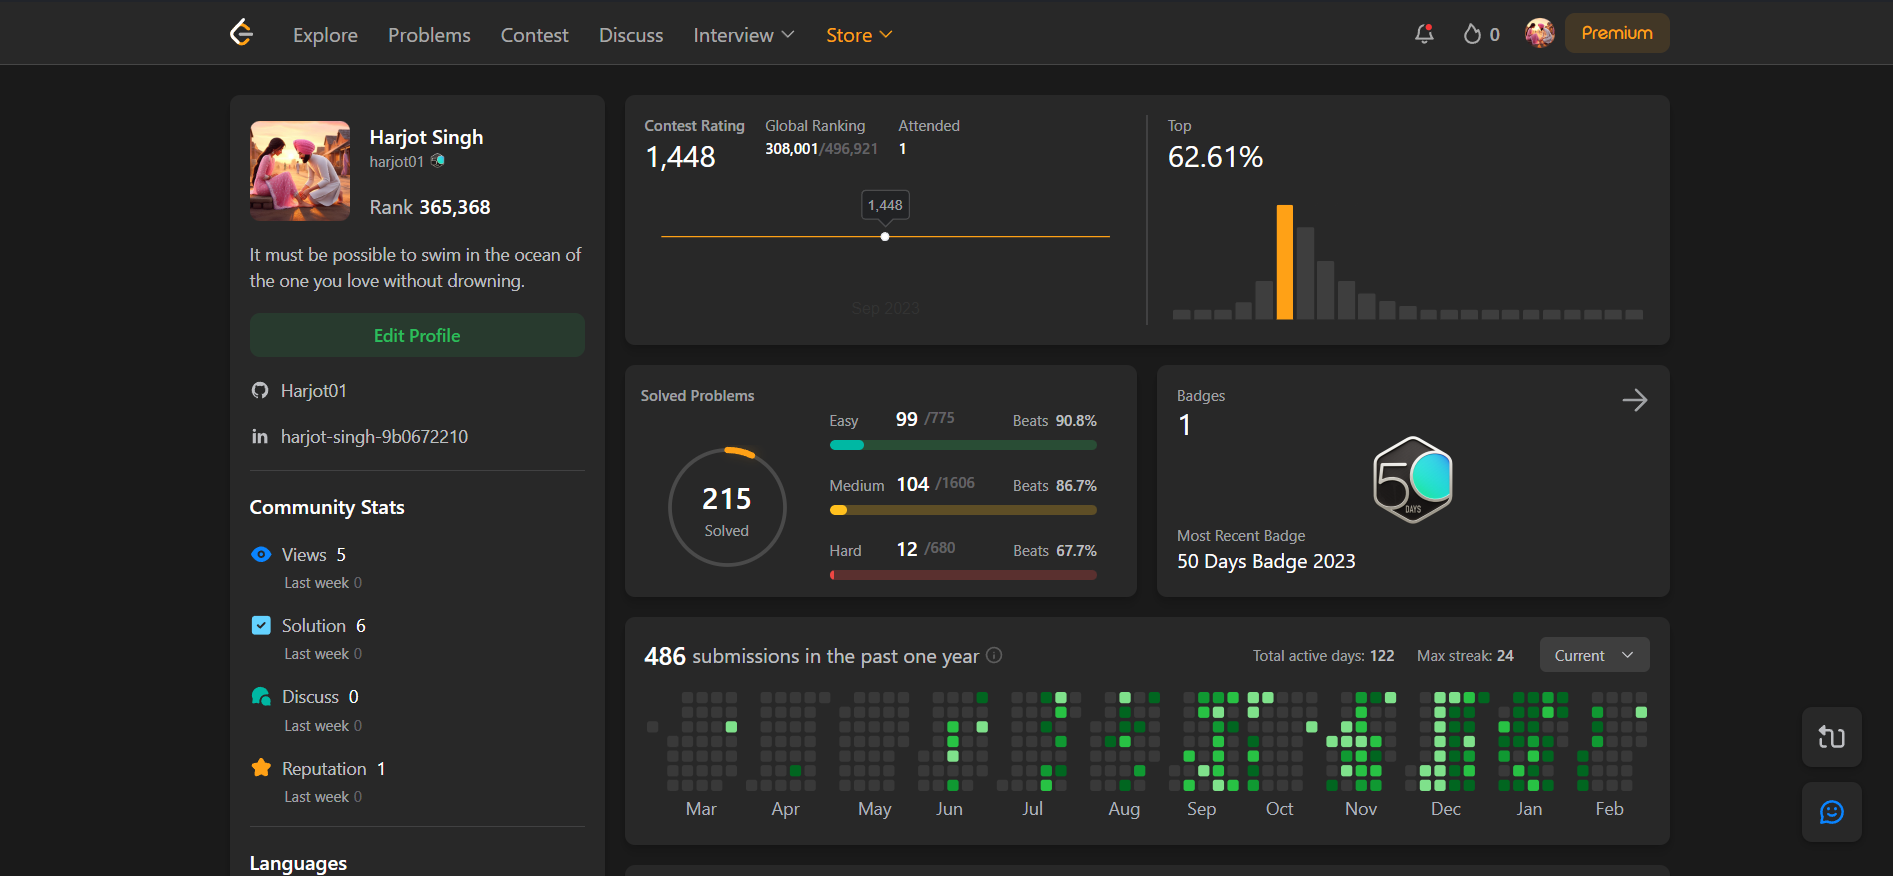 Explore Problems Contest Discuss Interview Store 0 Premium
Harjot Singh
harjot01
Rank 365,368
It must be possible to swim in the ocean of
the one you love without drowning.
Edit Profile
Harjot01
harjot-singh-9b0672210
Community Stats
Views 5
Last week 0
Solution 6
Last week 0
Discuss 0
Last week 0
Reputation 1
Last week 0
Languages
Contest Rating
1,448
Global Ranking
308,001/496,921
Attended
1
1,448
Sep 2023
Top
62.61%
Solved Problems
215
Solved
Easy 99 /775 Beats 90.8%
Medium 104 /1606 Beats 86.7%
Hard 12 /680 Beats 67.7%
Badges
1
50
DAYS
Most Recent Badge
50 Days Badge 2023
486 submissions in the past one year
Total active days: 122 Max streak: 24 Current
Mar Apr May Jun Jul Aug Sep Oct Nov Dec Jan Feb